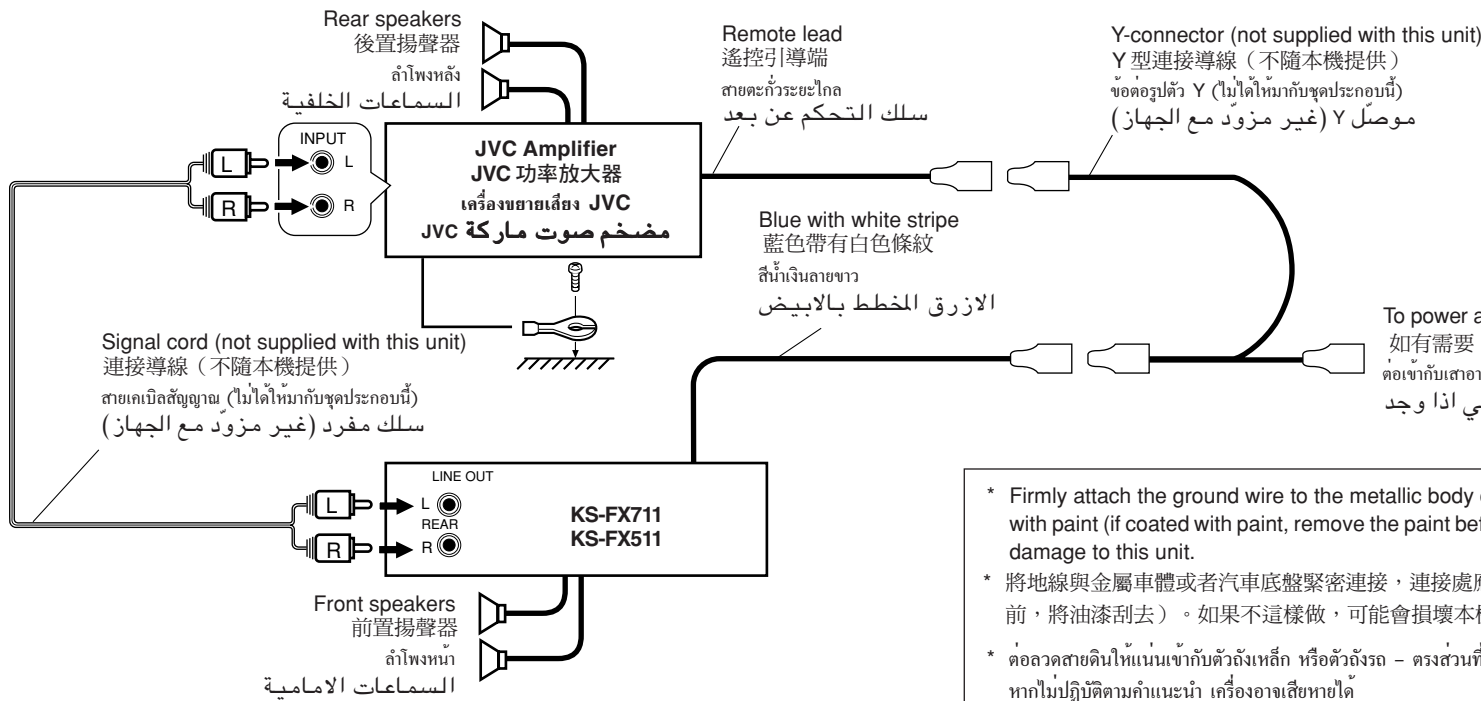 Rear speakers
後置揚聲器
ลำโพงหลัง
السماعات الخلفية
Remote lead
遙控引導端
สายตะกั่วระยะไกล
سلك التحكم عن بعد
Y-connector (not supplied with this unit)
Y 型連接導線（不隨本機提供）
ข้อต่อรูปตัว Y (ไม่ได้ให้มากับชุดประกอบนี้)
موصّل Y (غير مزوّد مع الجهاز)
INPUT
L
L
R
R
JVC Amplifier
JVC 功率放大器
เครื่องขยายเสียง JVC
مضخم صوت ماركة JVC
Blue with white stripe
藍色帶有白色條紋
สีน้ำเงินลายขาว
الازرق المخطط بالابيض
Signal cord (not supplied with this unit)
連接導線（不隨本機提供）
สายเคเบิลสัญญาณ (ไม่ได้ให้มากับชุดประกอบนี้)
سلك مفرد (غير مزوّد مع الجهاز)
To power a
如有需要
ต่อเข้ากับเสาอา
ي اذا وجد
LINE OUT
L
L
REAR
R
R
KS-FX711
KS-FX511
Front speakers
前置揚聲器
ลำโพงหน้า
السماعات الامامية
* Firmly attach the ground wire to the metallic body
with paint (if coated with paint, remove the paint bef
damage to this unit.
* 將地線與金屬車體或者汽車底盤緊密連接，連接處應
前，將油漆刮去）。如果不這樣做，可能會損壞本機
* ต่อลวดสายดินให้แน่นเข้ากับตัวถังเหล็ก หรือตัวถังรถ – ตรงส่วนที่
หากไม่ปฏิบัติตามคำแนะนำ เครื่องอาจเสียหายได้